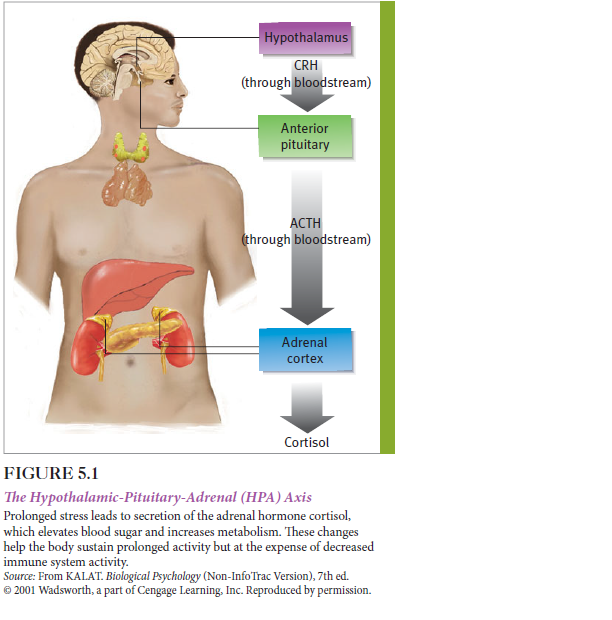 Hypothalamus
CRH
(through bloodstream)
Anterior
pituitary
ACTH
(through bloodstream)
Adrenal
cortex
Cortisol
FIGURE 5.1
The Hypothalamic-Pituitary-Adrenal (HPA) Axis
Prolonged stress leads to secretion of the adrenal hormone cortisol,
which elevates blood sugar and increases metabolism. These changes
help the body sustain prolonged activity but at the expense of decreased
immune system activity.
Source: From KALAT. Biological Psychology (Non-InfoTrac Version), 7th ed.
© 2001 Wadsworth, a part of Cengage Learning, Inc. Reproduced by permission.